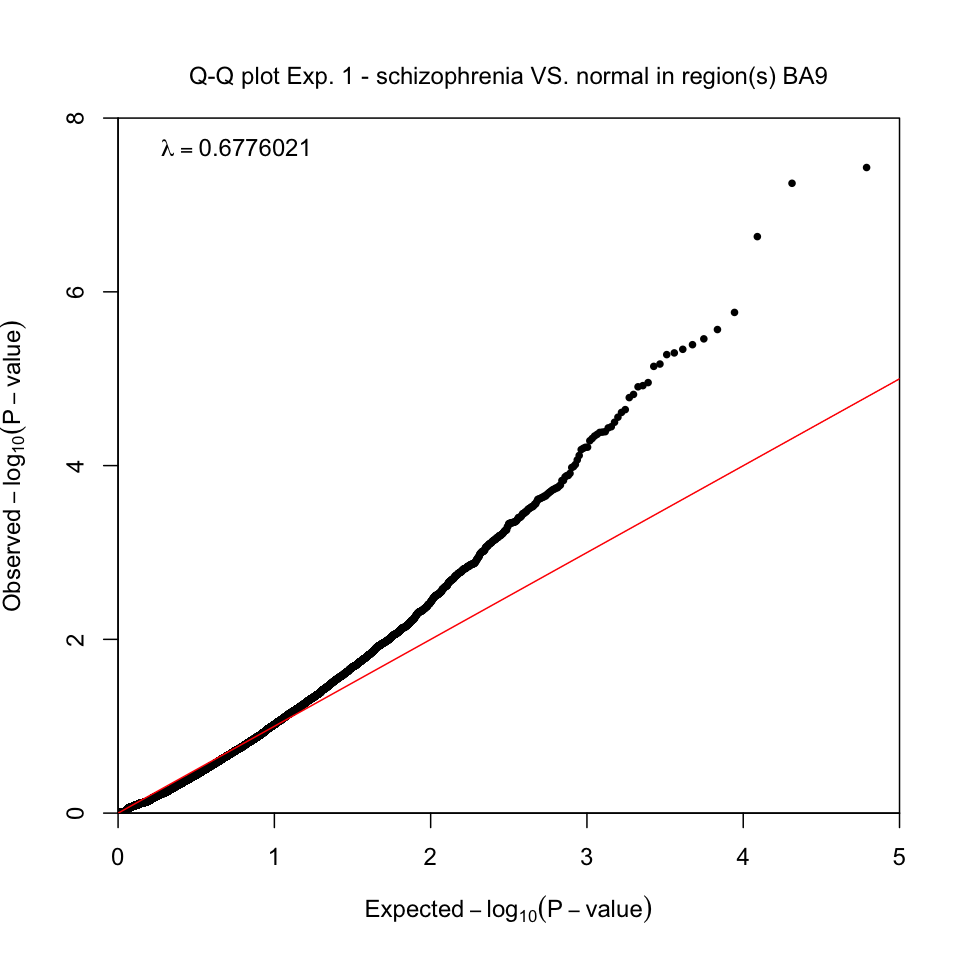 Q-Q plot Exp. 1 - schizophrenia VS. normal in region(s) BA9
λ = 0.6776021
8
6
4
2
0
Observed − log10(P − value)
0 1 2 3 4 5
Expected − log10(P − value)